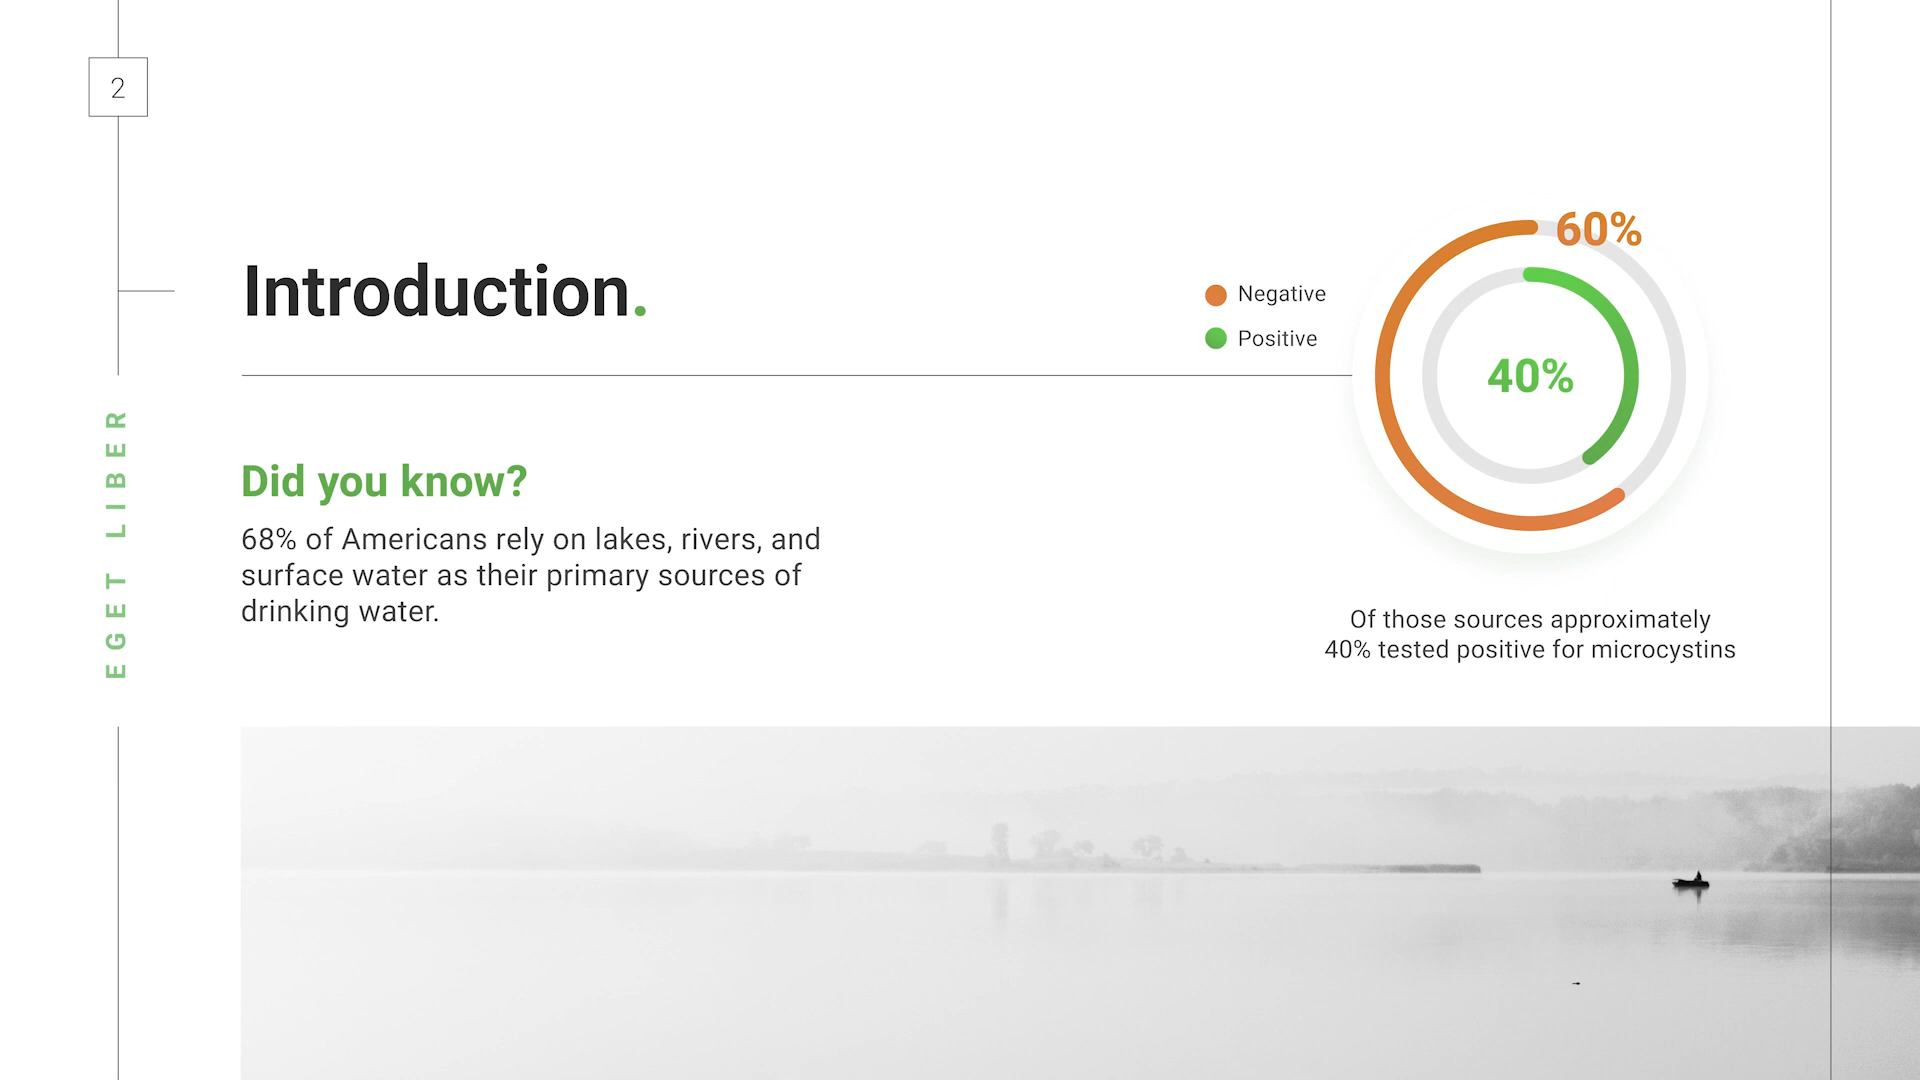 2
EGET LIBER
Introduction.
Did you know?
68% of Americans rely on lakes, rivers, and
surface water as their primary sources of
drinking water.
Negative
Positive
60%
40%
Of those sources approximately
40% tested positive for microcystins